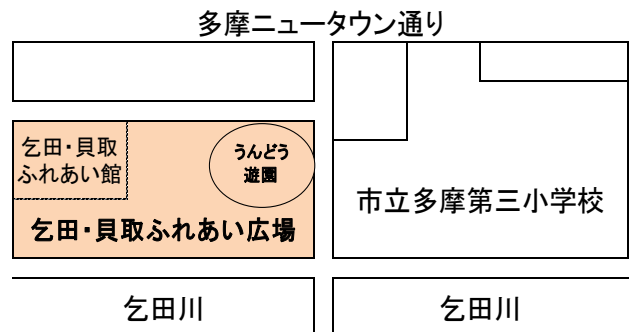 多摩ニュータウン通り
乞田・貝取
ふれあい館
うんどう
遊園
乞田・貝取ふれあい広場
市立多摩第三小学校
乞田川
乞田川